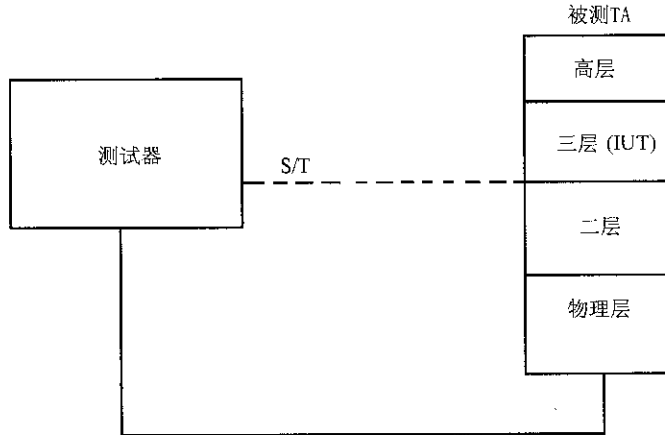 被测TA
高层
测试器
三层 (IUT)
S/T
二层
物理层